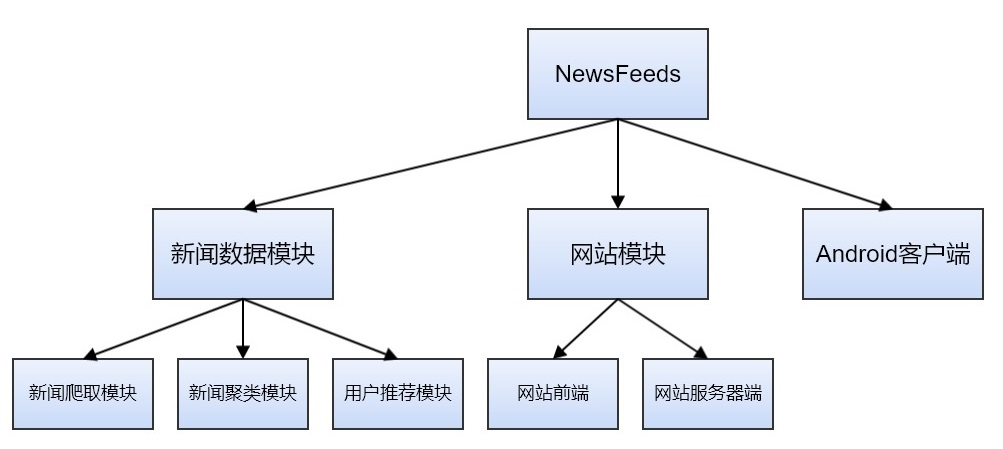 NewsFeeds
新闻数据模块
网站模块
Android客户端
新闻爬取模块
新闻聚类模块
用户推荐模块
网站前端
网站服务器端